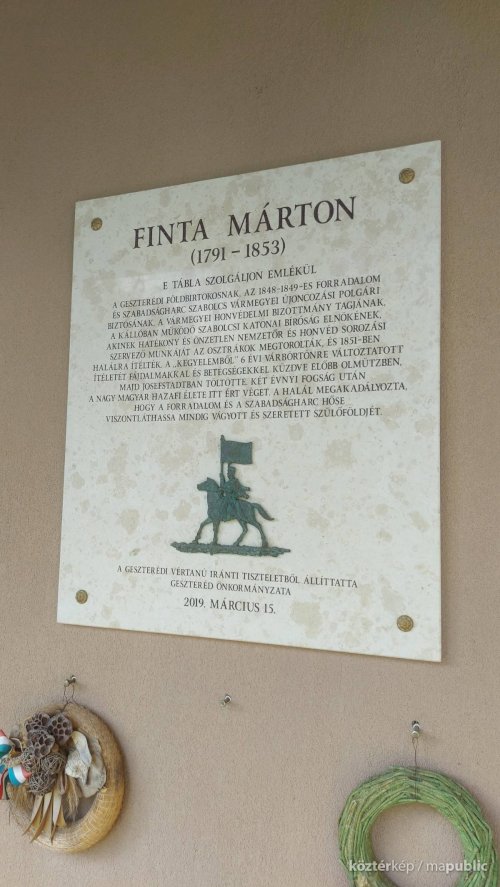 FINTA MÁRTON
(1791 – 1853)
E TÁBLA SZOLGÁLJON EMLÉKÜL
A GESZTERÉDI FÖLDBIRTOKOSNAK, AZ 1848-1849-ES FORRADALOM
ÉS SZABADSÁGHARC SZABOLCS VÁRMEGYEI ÚJONCOZÁSI POLGÁRI
BIZTOSÁNAK, A VÁRMEGYEI HONVÉDELMI BIZOTTMÁNY TAGJÁNAK,
A KÁLLÓBAN MŰKÖDŐ SZABOLCSI KATONAI BÍRÓSÁG ELNÖKÉNEK,
AKINEK HATÉKONY ÉS ÖNZETLEN NEMZETŐR ÉS HONVÉD SOROZÁSI
SZERVEZŐ MUNKÁJÁT AZ OSZTRÁKOK MEGTOROLTÁK, ÉS 1851-BEN
HALÁLRA ÍTÉLTÉK. A „KEGYELEMBŐL” 6 ÉVI VÁRBÖRTÖNRE VÁLTOZTATOTT
ÍTÉLETET FÁJDALMAKKAL ÉS BETEGSÉGEKKEL KÜZDVE ELŐBB OLMÜTZBEN,
MAJD JOSEFSTADTBAN TÖLTÖTTE. KÉT ÉVNYI FOGSÁG UTÁN
A NAGY MAGYAR HAZAFI ÉLETE ITT ÉRT VÉGET. A HALÁL MEGAKADÁLYOZTA,
HOGY A FORRADALOM ÉS A SZABADSÁGHARC HŐSE
VISZONTLÁTHASSA MINDIG VÁGYOTT ÉS SZERETETT SZÜLŐFÖLDJÉT.
A GESZTERÉDI VÉRTANÚ IRÁNTI TISZTELETBŐL ÁLLÍTTATTA
GESZTERÉD ÖNKORMÁNYZATA
2019. MÁRCIUS 15.
köztérkép / mapublic